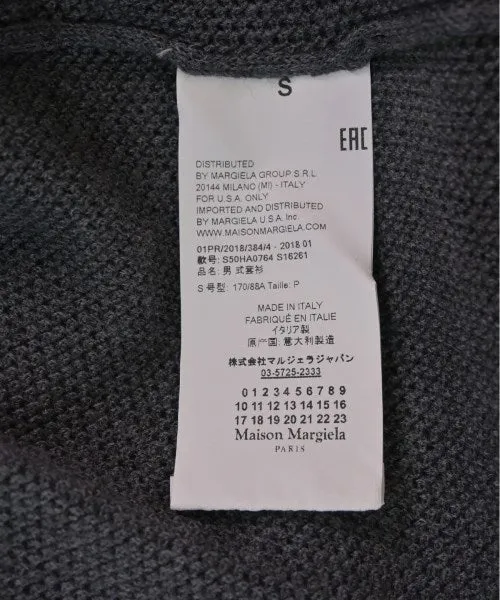 S
EAC
DISTRIBUTED
BY MARGIELA GROUP S.R.L
20144 MILANO (MI) - ITALY
FOR U.S.A. ONLY
IMPORTED AND DISTRIBUTED
BY MARGIELA U.S.A. Inc
WWW.MAISONMARGIELA.COM
01PR/2018/384/4 - 2018 01
款号: S50HA0764 S16261
品名: 男 式套衫
S 号型: 170/88A Taille: P
MADE IN ITALY
FABRIQUÉ EN ITALIE
イタリア製
意大利製造
株式会社マルジェラジャパン
03-5725-2333
0 1 2 3 4 5 6 7 8 9
10 11 12 13 14 15 16
17 18 19 20 21 22 23
Maison Margiela
PARIS